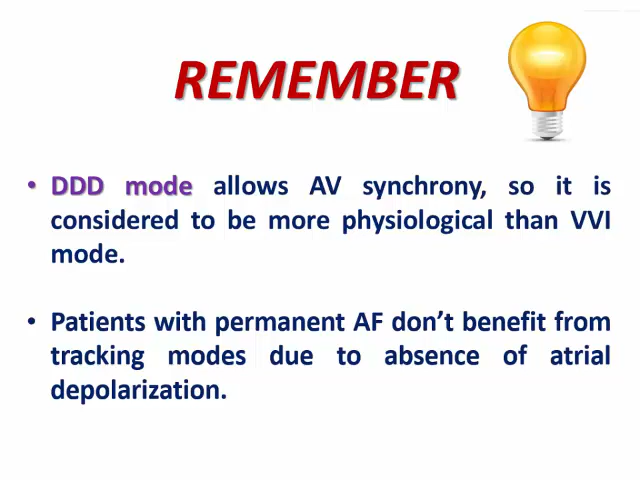 REMEMBER
• DDD mode allows AV synchrony, so it is
considered to be more physiological than VVI
mode.
• Patients with permanent AF don’t benefit from
tracking modes due to absence of atrial
depolarization.